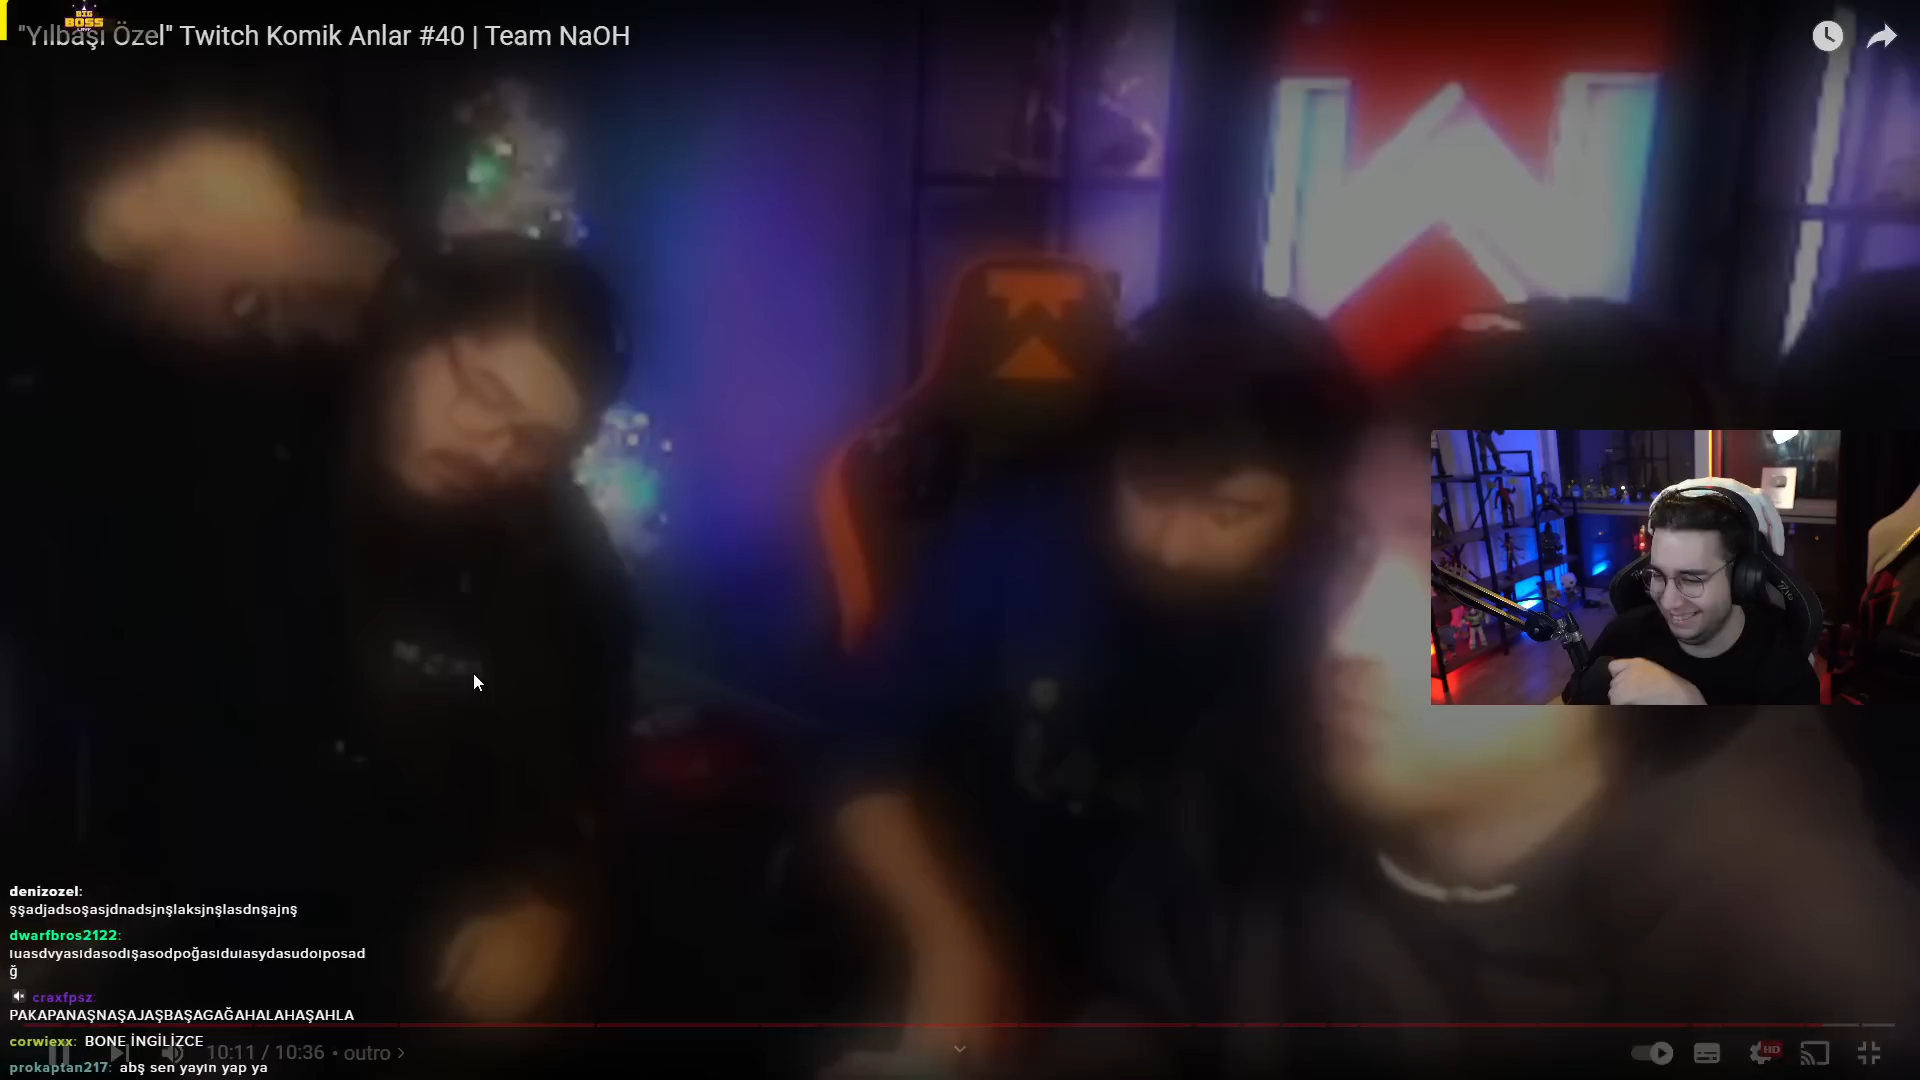 BIG
BOSS
"Yılbaşı Özel" Twitch Komik Anlar #40 | Team NaOH
denizozel:
şşadjadsoşasjdnadsjnşlaksjnşlasdnşajnş
dwarfbros2122:
ıuasdvyasıdasodışasodpoğasıduıasydasudoıposad
ğ
craxfpsz:
PAKAPANAŞNAŞAJAŞBAŞAGAĞAHALAHAŞAHLA
corwiexx: BONE İNGİLİZCE
10:11 / 10:36 • outro
HD
prokaptan217: abş sen yayın yap ya